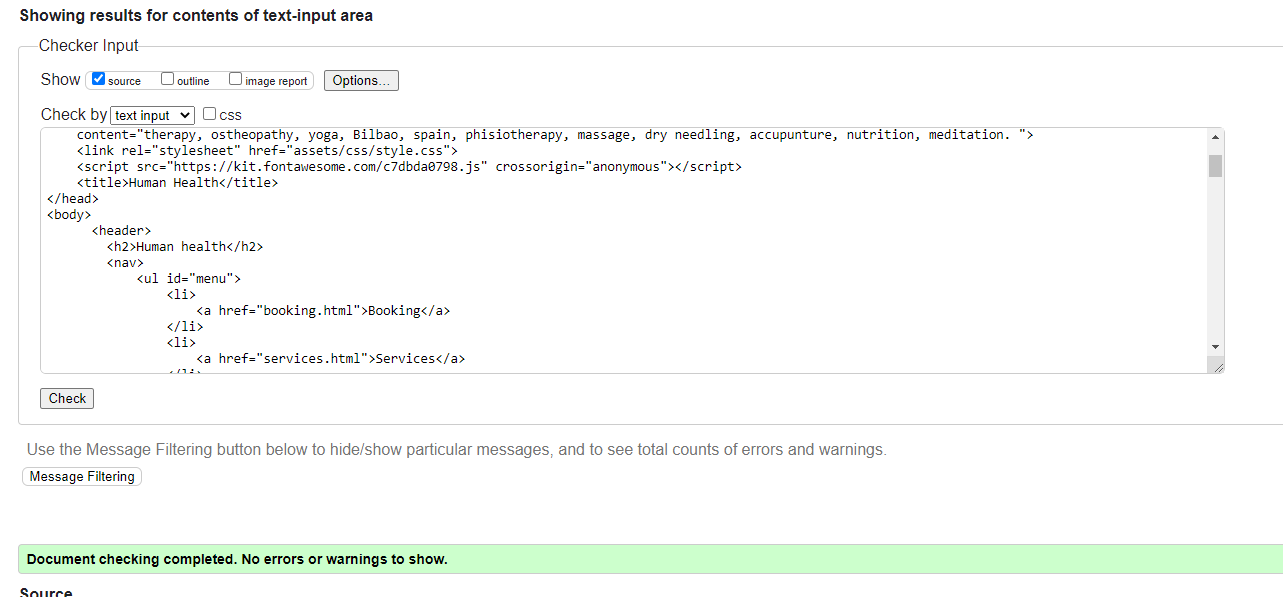 Showing results for contents of text-input area
Checker Input
Show source outline image report Options...
Check by text input css
content="therapy, ostheopathy, yoga, Bilbao, spain, phisiotherapy, massage, dry needling, accupunture, nutrition, meditation. ">
<link rel="stylesheet" href="assets/css/style.css">
<script src="https://kit.fontawesome.com/c7dbda0798.js" crossorigin="anonymous"></script>
<title>Human Health</title>
</head>
<body>
<header>
<h2>Human health</h2>
<nav>
<ul id="menu">
<li>
<a href="booking.html">Booking</a>
</li>
<li>
<a href="services.html">Services</a>
</li>
Check
Use the Message Filtering button below to hide/show particular messages, and to see total counts of errors and warnings.
Message Filtering
Document checking completed. No errors or warnings to show.
Source